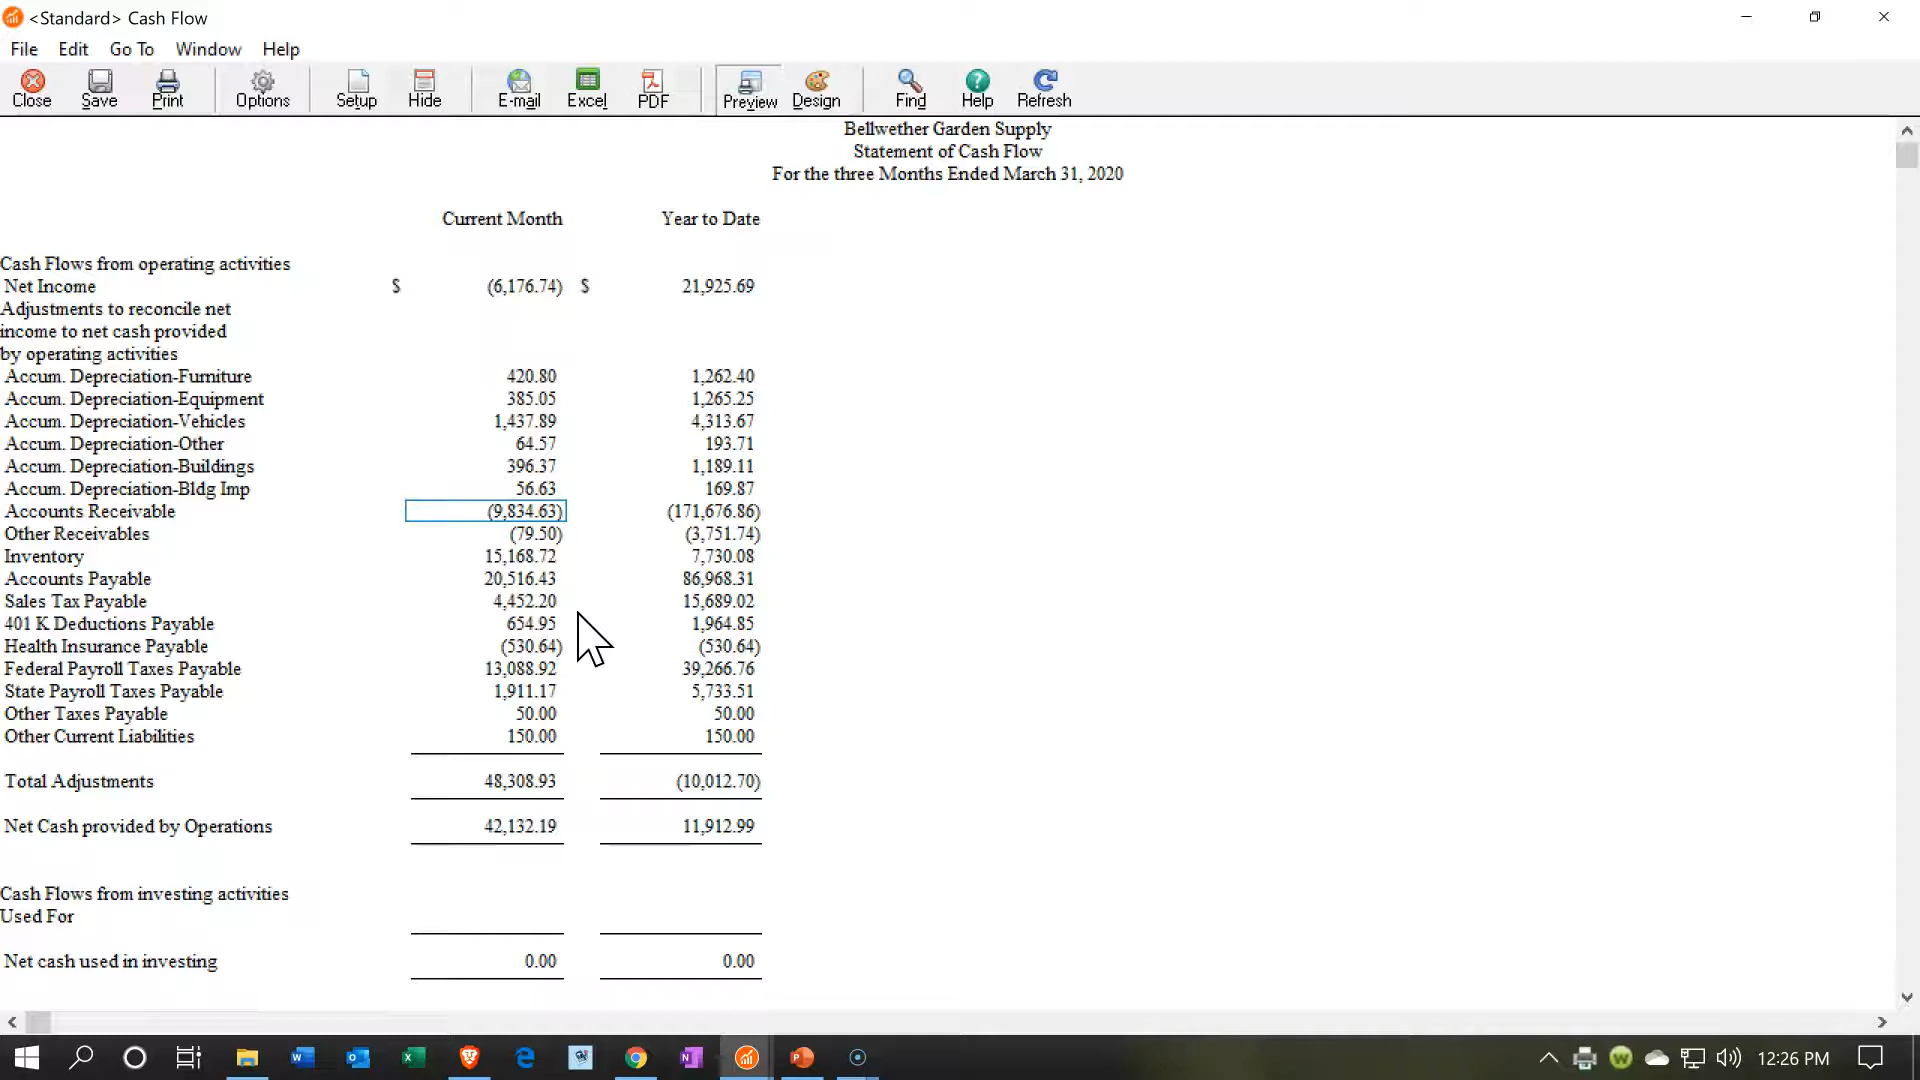 <Standard> Cash Flow
File Edit Go To Window Help
Close Save Print Options Setup Hide E-mail Excel PDF Preview Design Find Help Refresh
Bellwether Garden Supply
Statement of Cash Flow
For the three Months Ended March 31, 2020
Current Month Year to Date
Cash Flows from operating activities
Net Income $ (6,176.74) $ 21,925.69
Adjustments to reconcile net
income to net cash provided
by operating activities
Accum. Depreciation-Furniture 420.80 1,262.40
Accum. Depreciation-Equipment 385.05 1,265.25
Accum. Depreciation-Vehicles 1,437.89 4,313.67
Accum. Depreciation-Other 64.57 193.71
Accum. Depreciation-Buildings 396.37 1,189.11
Accum. Depreciation-Bldg Imp 56.63 169.87
Accounts Receivable (9,834.63) (171,676.86)
Other Receivables (79.50) (3,751.74)
Inventory 15,168.72 7,730.08
Accounts Payable 20,516.43 86,968.31
Sales Tax Payable 4,452.20 15,689.02
401 K Deductions Payable 654.95 1,964.85
Health Insurance Payable (530.64) (530.64)
Federal Payroll Taxes Payable 13,088.92 39,266.76
State Payroll Taxes Payable 1,911.17 5,733.51
Other Taxes Payable 50.00 50.00
Other Current Liabilities 150.00 150.00
Total Adjustments 48,308.93 (10,012.70)
Net Cash provided by Operations 42,132.19 11,912.99
Cash Flows from investing activities
Used For
Net cash used in investing 0.00 0.00
12:26 PM